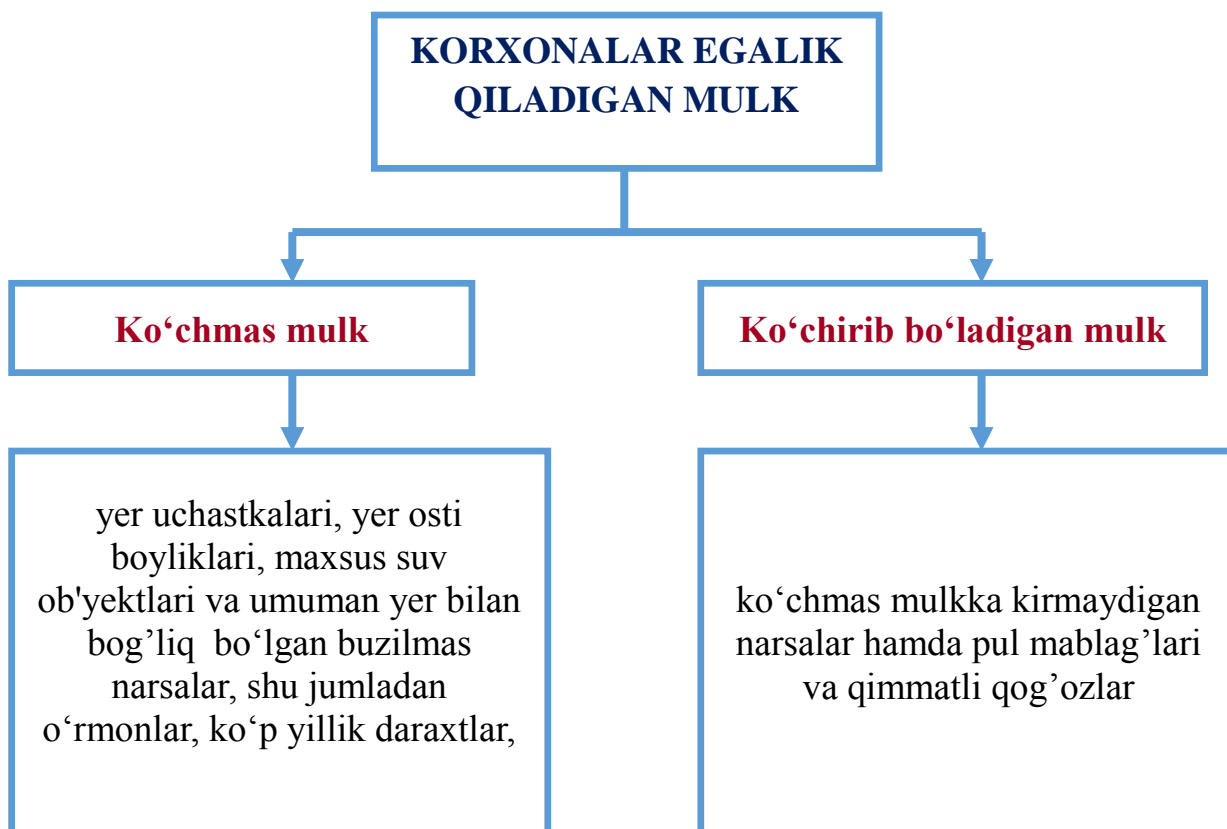 KORXONALAR EGALIK
QILADIGAN MULK
Ko‘chmas mulk
Ko‘chirib bo‘ladigan mulk
yer uchastkalari, yer osti
boyliklari, maxsus suv
ob'yektlari va umuman yer bilan
bog’liq bo‘lgan buzilmas
narsalar, shu jumladan
o‘rmonlar, ko‘p yillik daraxtlar,
ko‘chmas mulkka kirmaydigan
narsalar hamda pul mablag’lari
va qimmatli qog’ozlar